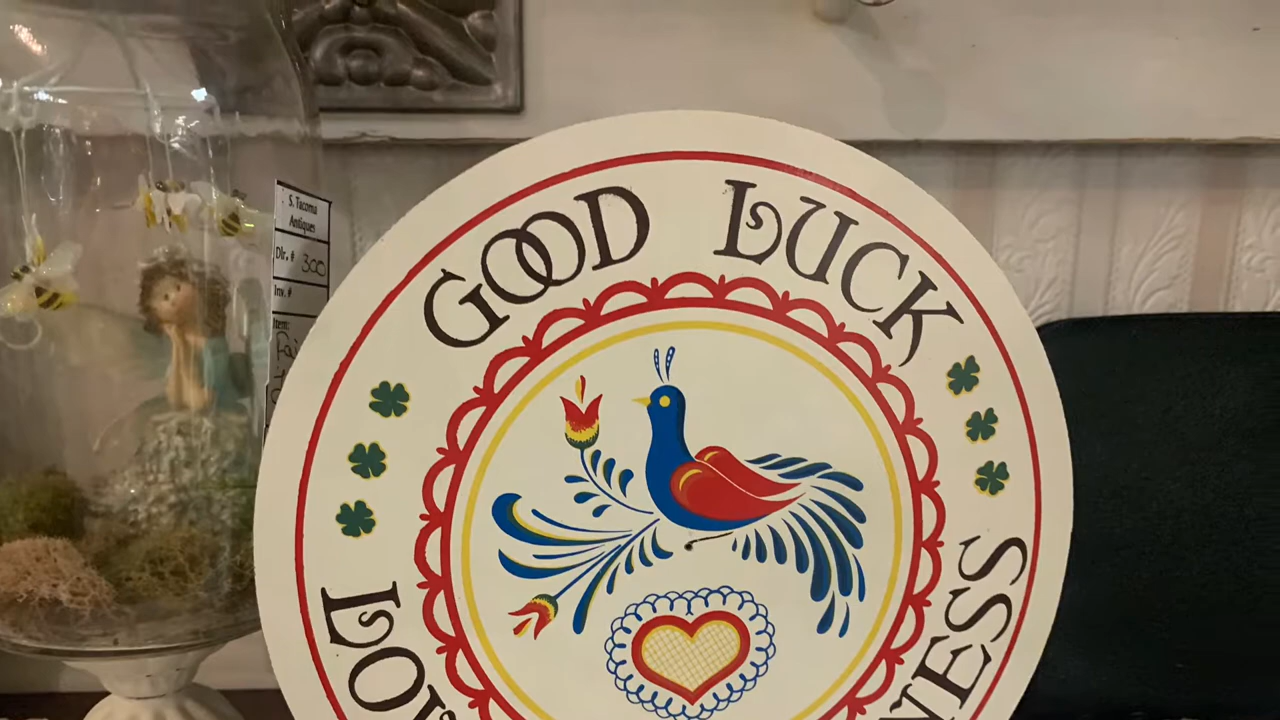 GOOD LUCK
S. Tacoma
Antiques
Dlr. # 300
Inv. #
Item: